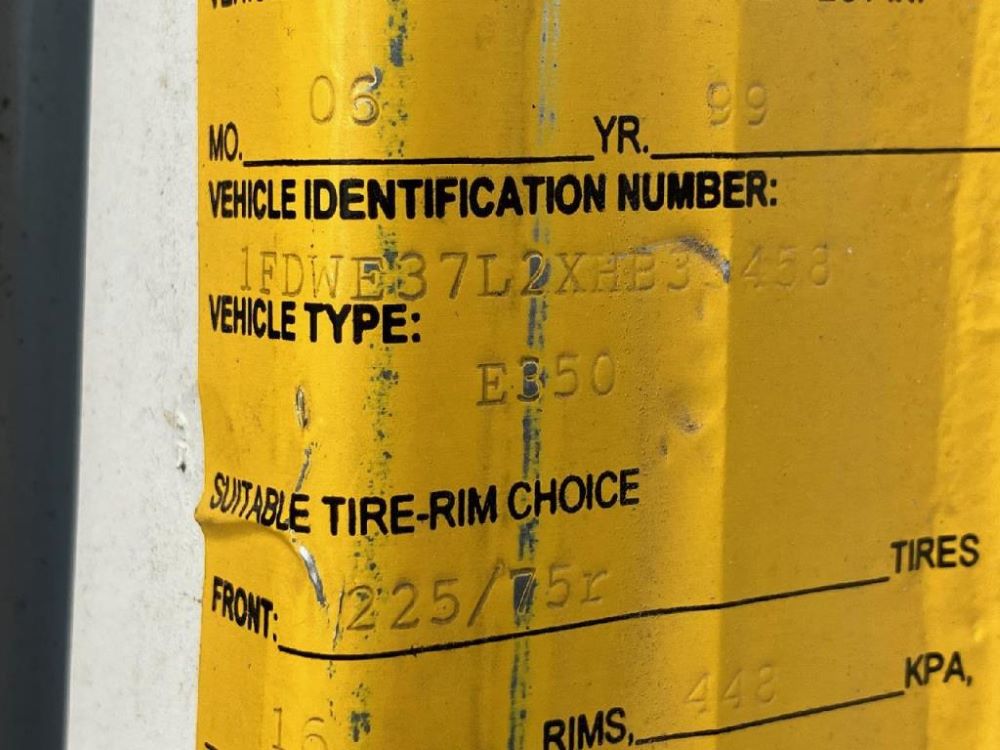 06 99
MO. YR.
VEHICLE IDENTIFICATION NUMBER:
VEHICLE TYPE:
E350
SUITABLE TIRE-RIM CHOICE
FRONT: 225/75r TIRES
16 RIMS, 448 KPA,